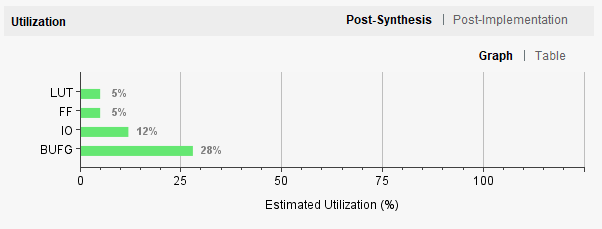 Utilization Post-Synthesis | Post-Implementation
Graph | Table
LUT 5%
FF 5%
IO 12%
BUFG 28%
0 25 50 75 100
Estimated Utilization (%)